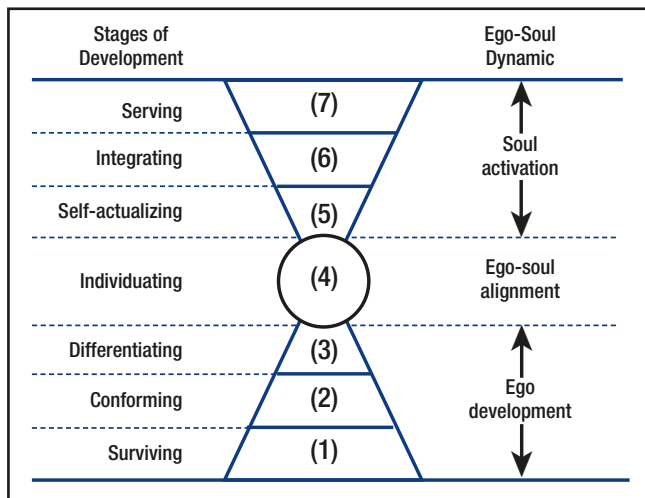 Stages of
Development
Ego-Soul
Dynamic
Serving
(7)
Integrating
(6)
Soul
activation
Self-actualizing
(5)
Individuating
(4)
Ego-soul
alignment
Differentiating
(3)
Conforming
(2)
Ego
development
Surviving
(1)